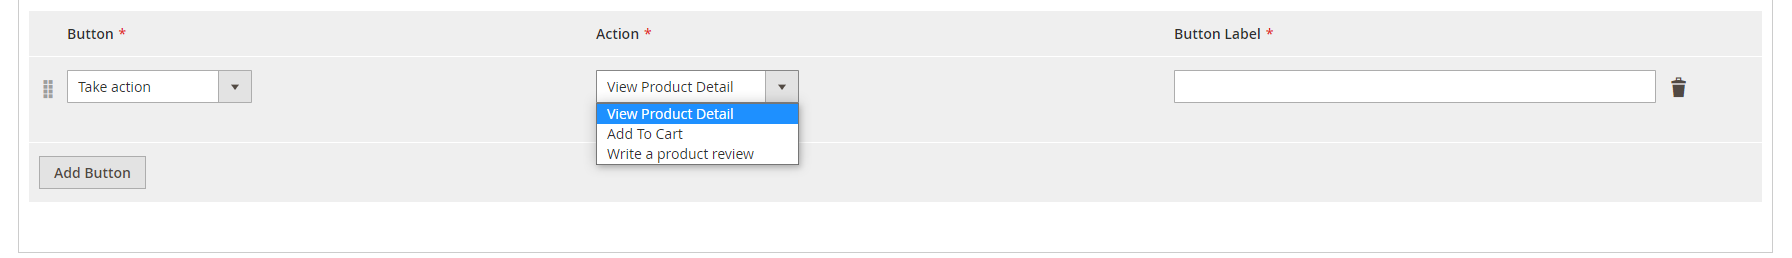 Button *
Action *
Button Label *
Take action
View Product Detail
View Product Detail
Add To Cart
Write a product review
Add Button